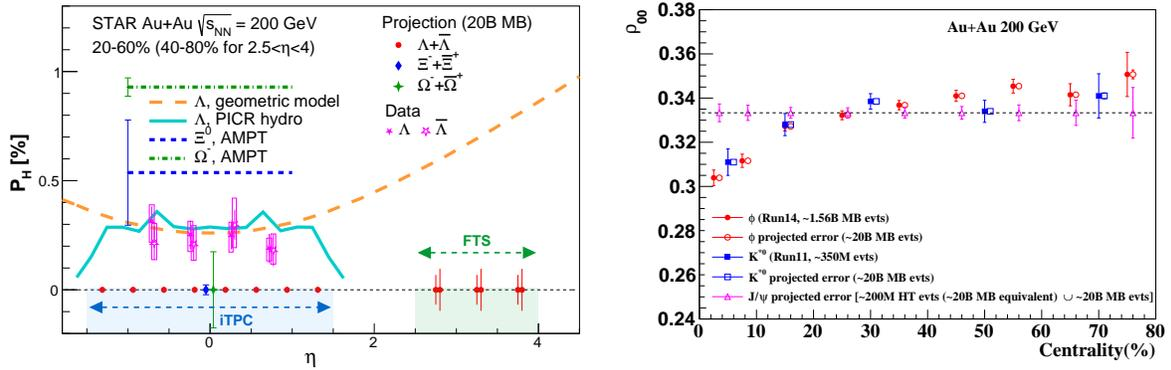 STAR Au+Au √s_NN = 200 GeV
20-60% (40-80% for 2.5<η<4)
Projection (20B MB)
Λ+Λ̅
Ξ⁻+Ξ̅⁺
Ω⁻+Ω̅⁺
Data
Λ Λ̅
Λ, geometric model
Λ, PICR hydro
Ξ⁰, AMPT
Ω⁻, AMPT
P_H [%]
1
0.5
0
FTS
iTPC
0 2 4
η
ρ₀₀
Au+Au 200 GeV
0.38
0.36
0.34
0.32
0.3
0.28
0.26
0.24
ϕ (Run14, ~1.56B MB evts)
ϕ projected error (~20B MB evts)
K*⁰ (Run11, ~350M evts)
K*⁰ projected error (~20B MB evts)
J/ψ projected error [~200M HT evts (~20B MB equivalent) ∪ ~20B MB evts]
0 10 20 30 40 50 60 70 80
Centrality(%)